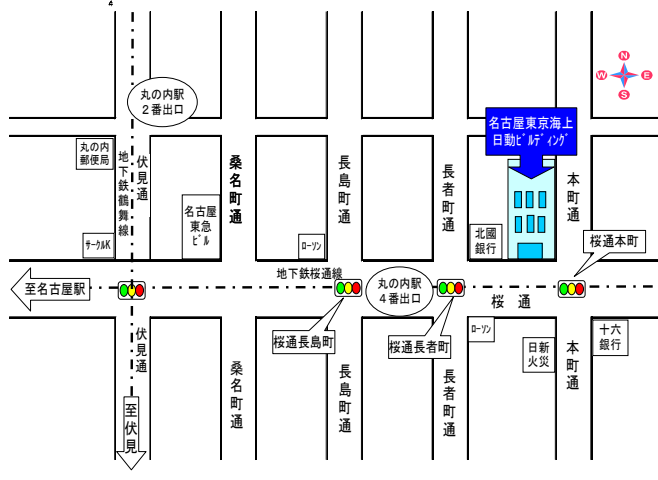 4
N
W
E
S
丸の内駅
2番出口
名古屋東京海上
日動ビルディング
丸の内
郵便局
地下鉄鶴舞線
伏見通
桑名町通
長島町通
長者町通
本町通
名古屋
東急
ビル
サークルK
ローソン
北國
銀行
桜通本町
地下鉄桜通線
至名古屋駅
丸の内駅
4番出口
桜 通
桜通長島町
桜通長者町
ローソン
日新
火災
十六
銀行
伏見通
桑名町通
長島町通
長者町通
本町通
至伏見